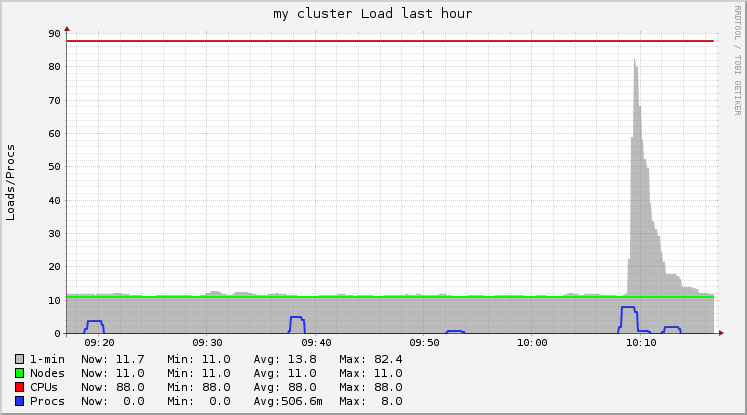 my cluster Load last hour
RRDTOOL / TOBI OETIKER
Loads/Procs
90
80
70
60
50
40
30
20
10
0
09:20 09:30 09:40 09:50 10:00 10:10
1-min Now: 11.7 Min: 11.0 Avg: 13.8 Max: 82.4
Nodes Now: 11.0 Min: 11.0 Avg: 11.0 Max: 11.0
CPUs Now: 88.0 Min: 88.0 Avg: 88.0 Max: 88.0
Procs Now: 0.0 Min: 0.0 Avg:506.6m Max: 8.0